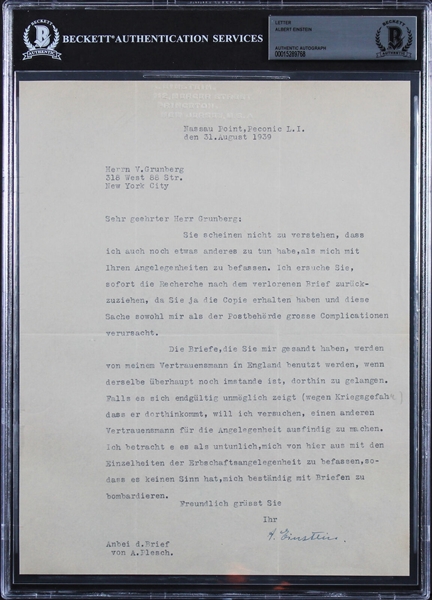 BECKETT
AUTHENTIC
BECKETT AUTHENTICATION SERVICES
LETTER
ALBERT EINSTEIN
AUTHENTIC AUTOGRAPH
BECKETT
AUTHENTIC
Nassau Point, Peconic L.I.
den 31.August 1939
Herrn V.Grunberg
318 West 88 Str.
New York City
Sehr geehrter Herr Grunberg:
Sie scheinen nicht zu verstehen, dass
ich auch noch etwas anderes zu tun habe,als mich mit
Ihren Angelegenheiten zu befassen. Ich ersuche Sie,
sofort die Recherche nach dem verlorenen Brief zurück-
zuziehen, da Sie ja die Copie erhalten haben und diese
Sache sowohl mir als der Postbehörde grosse Complicationen
verursacht.
Die Briefe,die Sie mir gesandt haben, werden
von meinem Vertrauensmann in England benutzt werden, wenn
derselbe überhaupt noch imstande ist, dorthin zu gelangen.
Falls es sich endgültig unmöglich zeigt (wegen Kriegsgefahr )
dass er dorthinkommt, will ich versuchen, einen anderen
Vertrauensmann für die Angelegenheit ausfindig zu machen.
Ich betracht e es als untunlich,mich von hier aus mit den
Einzelheiten der Erbschaftsangelegenheit zu befassen,so-
dass es keinen Sinn hat,mich beständig mit Briefen zu
bombardieren.
Freundlich grüsst Sie
Ihr
A. Einstein.
Anbei d.Brief
von A.Plesch.